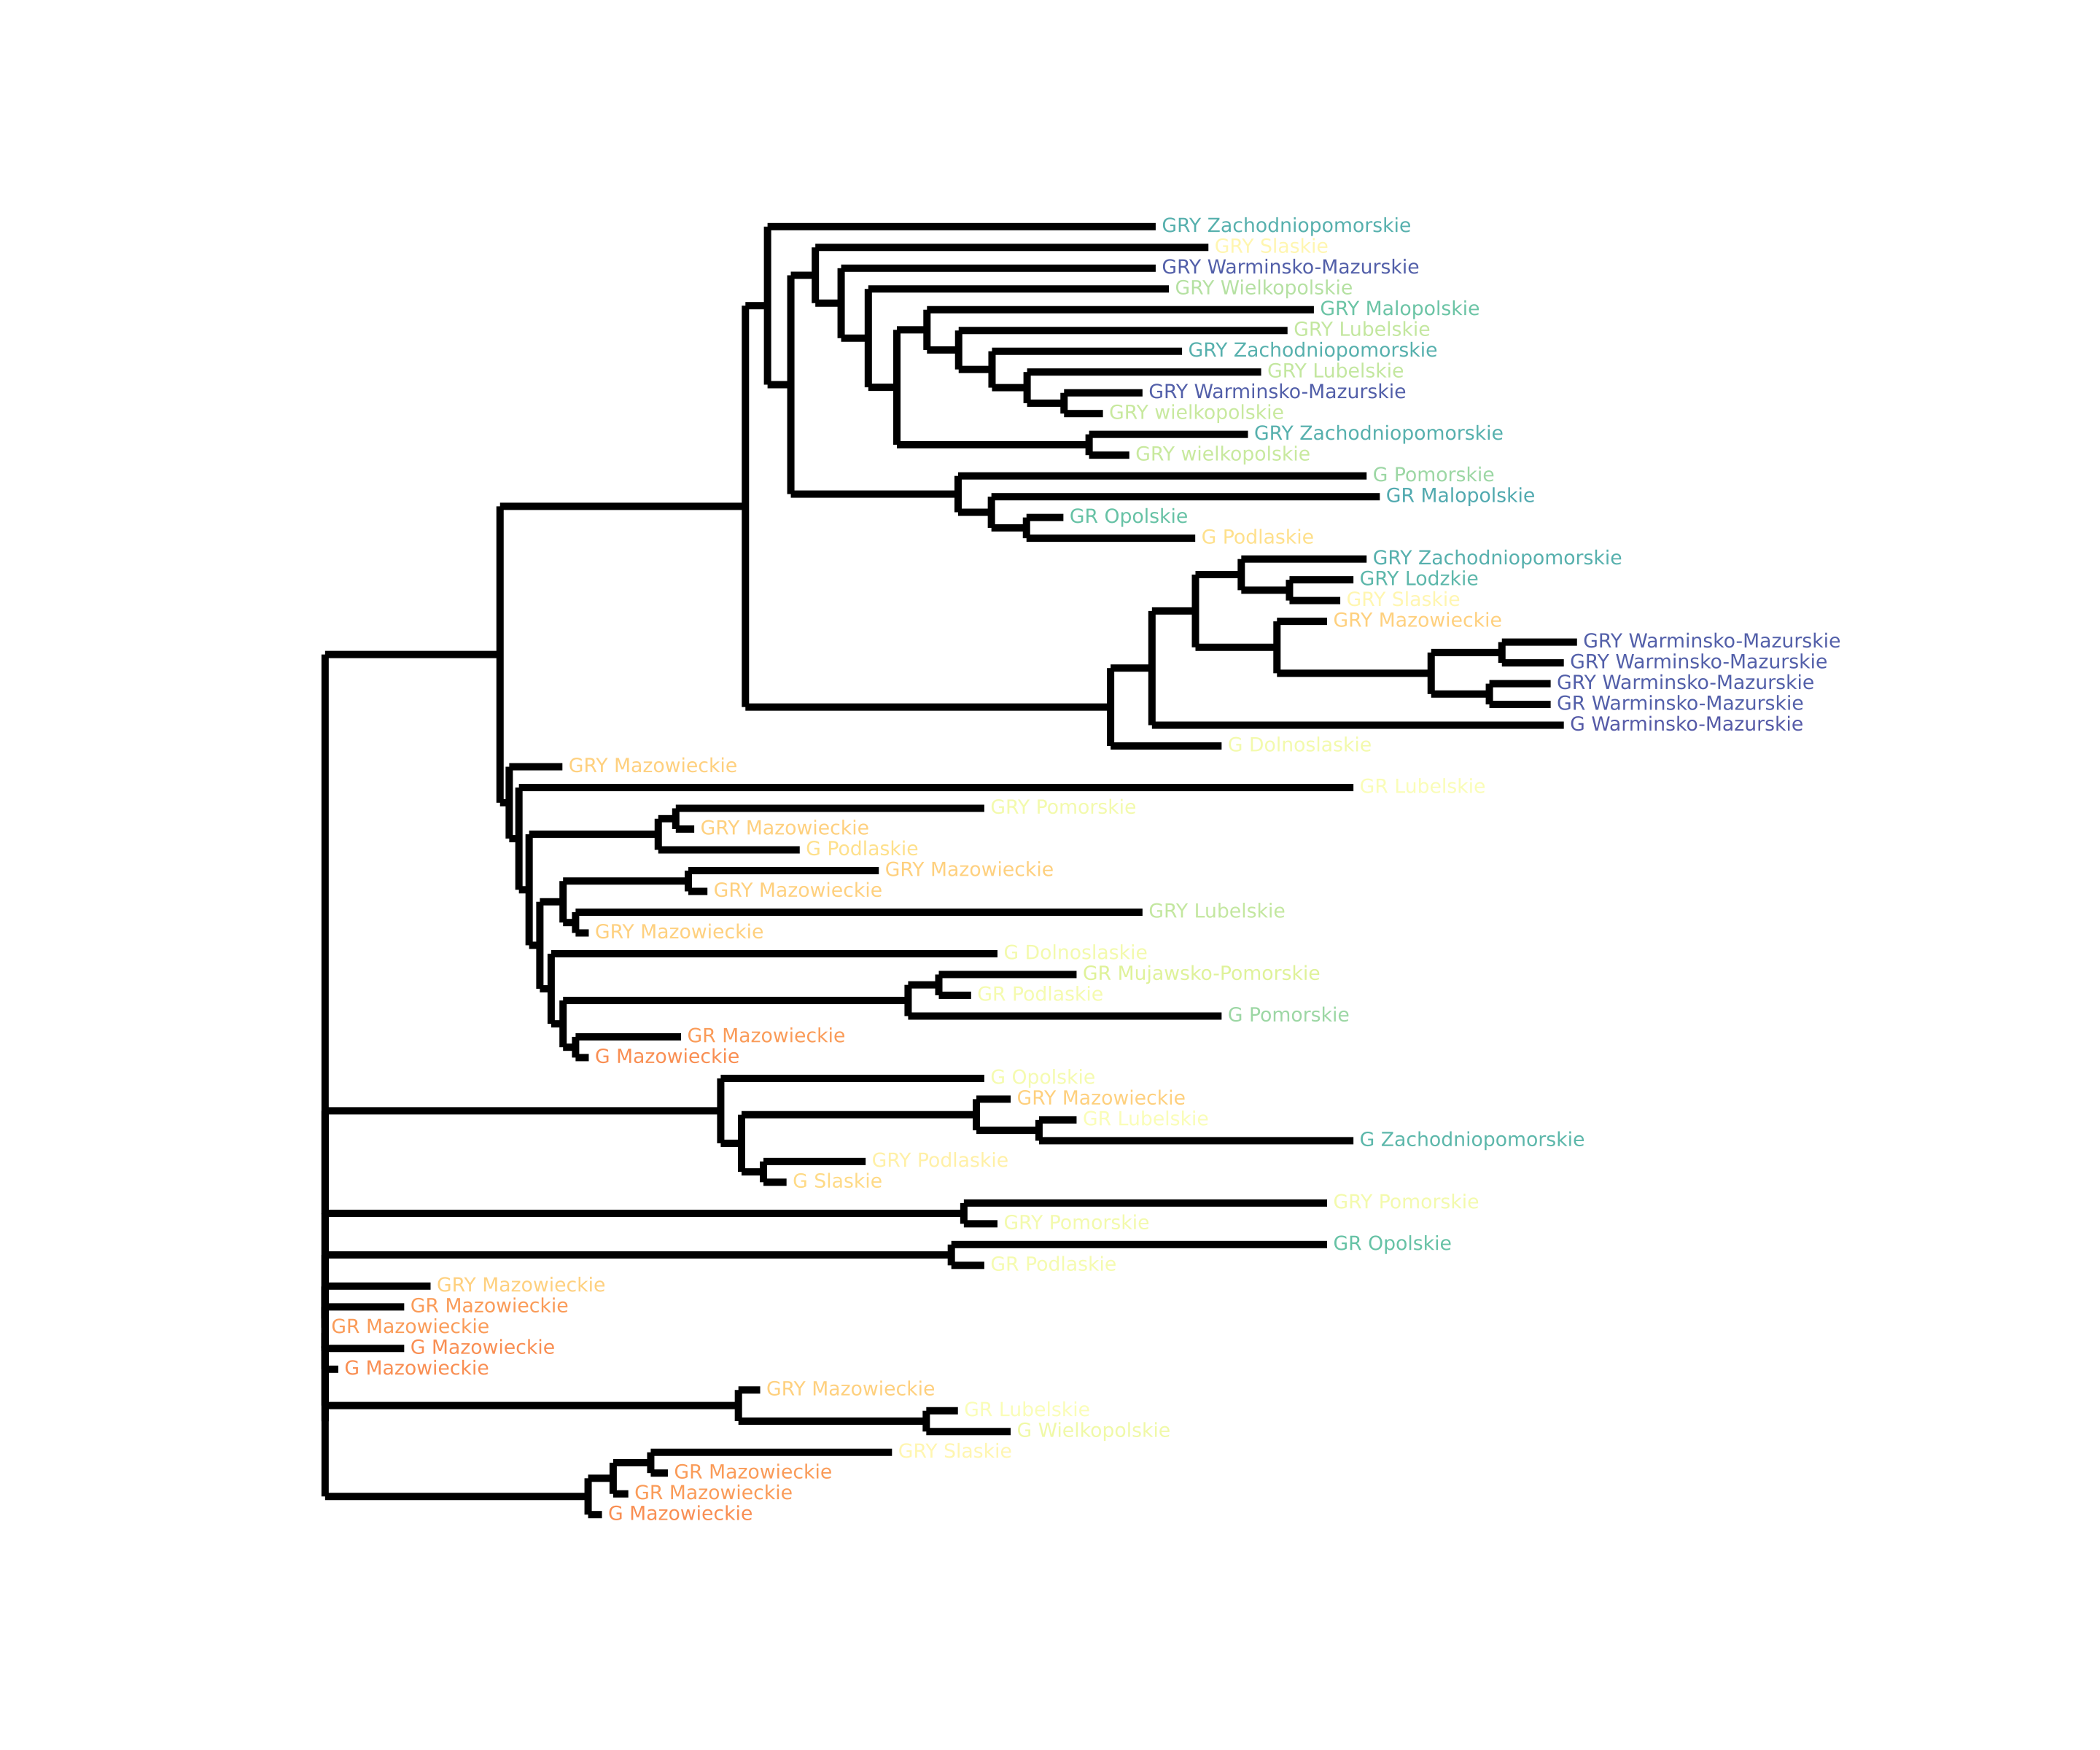 GRY Zachodniopomorskie
GRY Slaskie
GRY Warminsko-Mazurskie
GRY Wielkopolskie
GRY Malopolskie
GRY Lubelskie
GRY Zachodniopomorskie
GRY Lubelskie
GRY Warminsko-Mazurskie
GRY wielkopolskie
GRY Zachodniopomorskie
GRY wielkopolskie
G Pomorskie
GR Malopolskie
GR Opolskie
G Podlaskie
GRY Zachodniopomorskie
GRY Lodzkie
GRY Slaskie
GRY Mazowieckie
GRY Warminsko-Mazurskie
GRY Warminsko-Mazurskie
GRY Warminsko-Mazurskie
GR Warminsko-Mazurskie
G Warminsko-Mazurskie
G Dolnoslaskie
GRY Mazowieckie
GR Lubelskie
GRY Pomorskie
GRY Mazowieckie
G Podlaskie
GRY Mazowieckie
GRY Mazowieckie
GRY Lubelskie
GRY Mazowieckie
G Dolnoslaskie
GR Mujawsko-Pomorskie
GR Podlaskie
G Pomorskie
GR Mazowieckie
G Mazowieckie
G Opolskie
GRY Mazowieckie
GR Lubelskie
G Zachodniopomorskie
GRY Podlaskie
G Slaskie
GRY Pomorskie
GRY Pomorskie
GR Opolskie
GR Podlaskie
GRY Mazowieckie
GR Mazowieckie
GR Mazowieckie
G Mazowieckie
G Mazowieckie
GRY Mazowieckie
GR Lubelskie
G Wielkopolskie
GRY Slaskie
GR Mazowieckie
GR Mazowieckie
G Mazowieckie